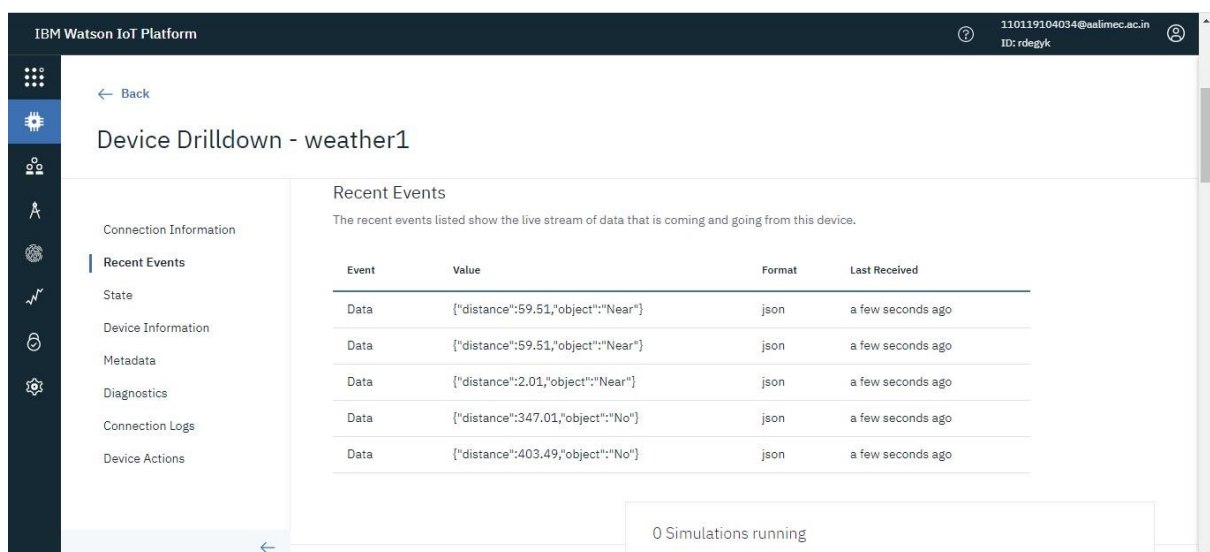 IBM Watson IoT Platform
110119104034@aalimec.ac.in
ID: rdegyk
← Back
Device Drilldown - weather1
Connection Information
Recent Events
State
Device Information
Metadata
Diagnostics
Connection Logs
Device Actions
Recent Events
The recent events listed show the live stream of data that is coming and going from this device.
Event Value Format Last Received
Data {"distance":59.51,"object":"Near"} json a few seconds ago
Data {"distance":59.51,"object":"Near"} json a few seconds ago
Data {"distance":2.01,"object":"Near"} json a few seconds ago
Data {"distance":347.01,"object":"No"} json a few seconds ago
Data {"distance":403.49,"object":"No"} json a few seconds ago
0 Simulations running